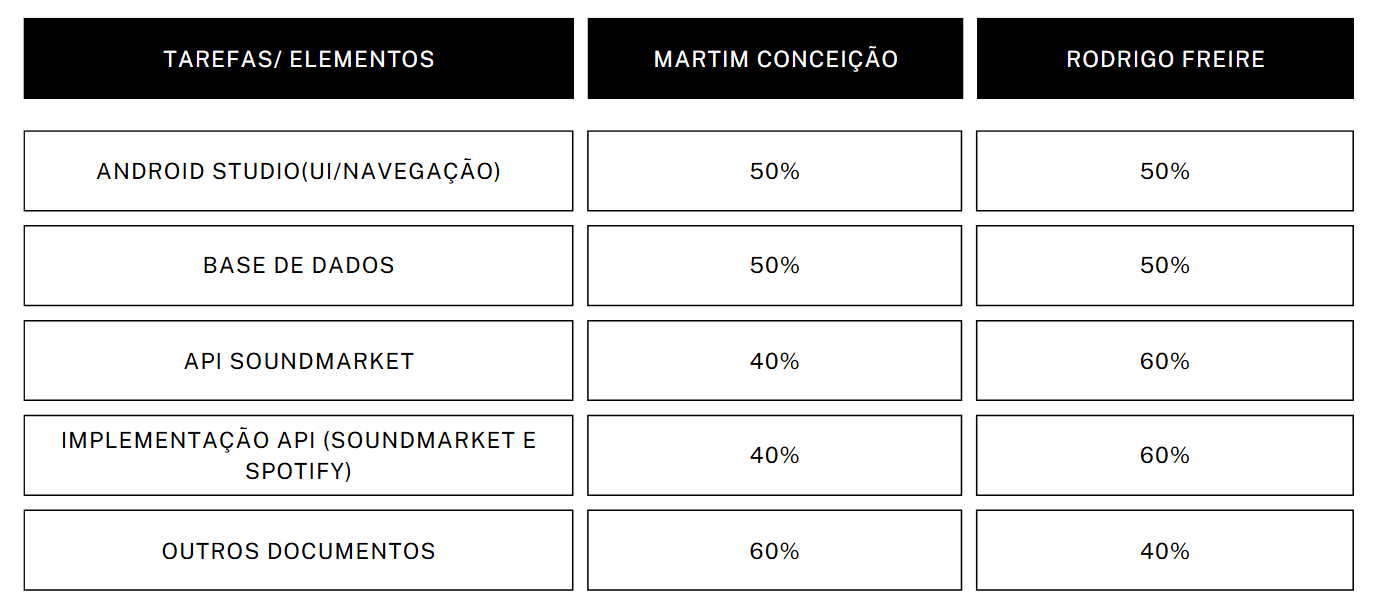 TAREFAS/ ELEMENTOS MARTIM CONCEIÇÃO RODRIGO FREIRE
ANDROID STUDIO(UI/NAVEGAÇÃO) 50% 50%
BASE DE DADOS 50% 50%
API SOUNDMARKET 40% 60%
IMPLEMENTAÇÃO API (SOUNDMARKET E
SPOTIFY) 40% 60%
OUTROS DOCUMENTOS 60% 40%